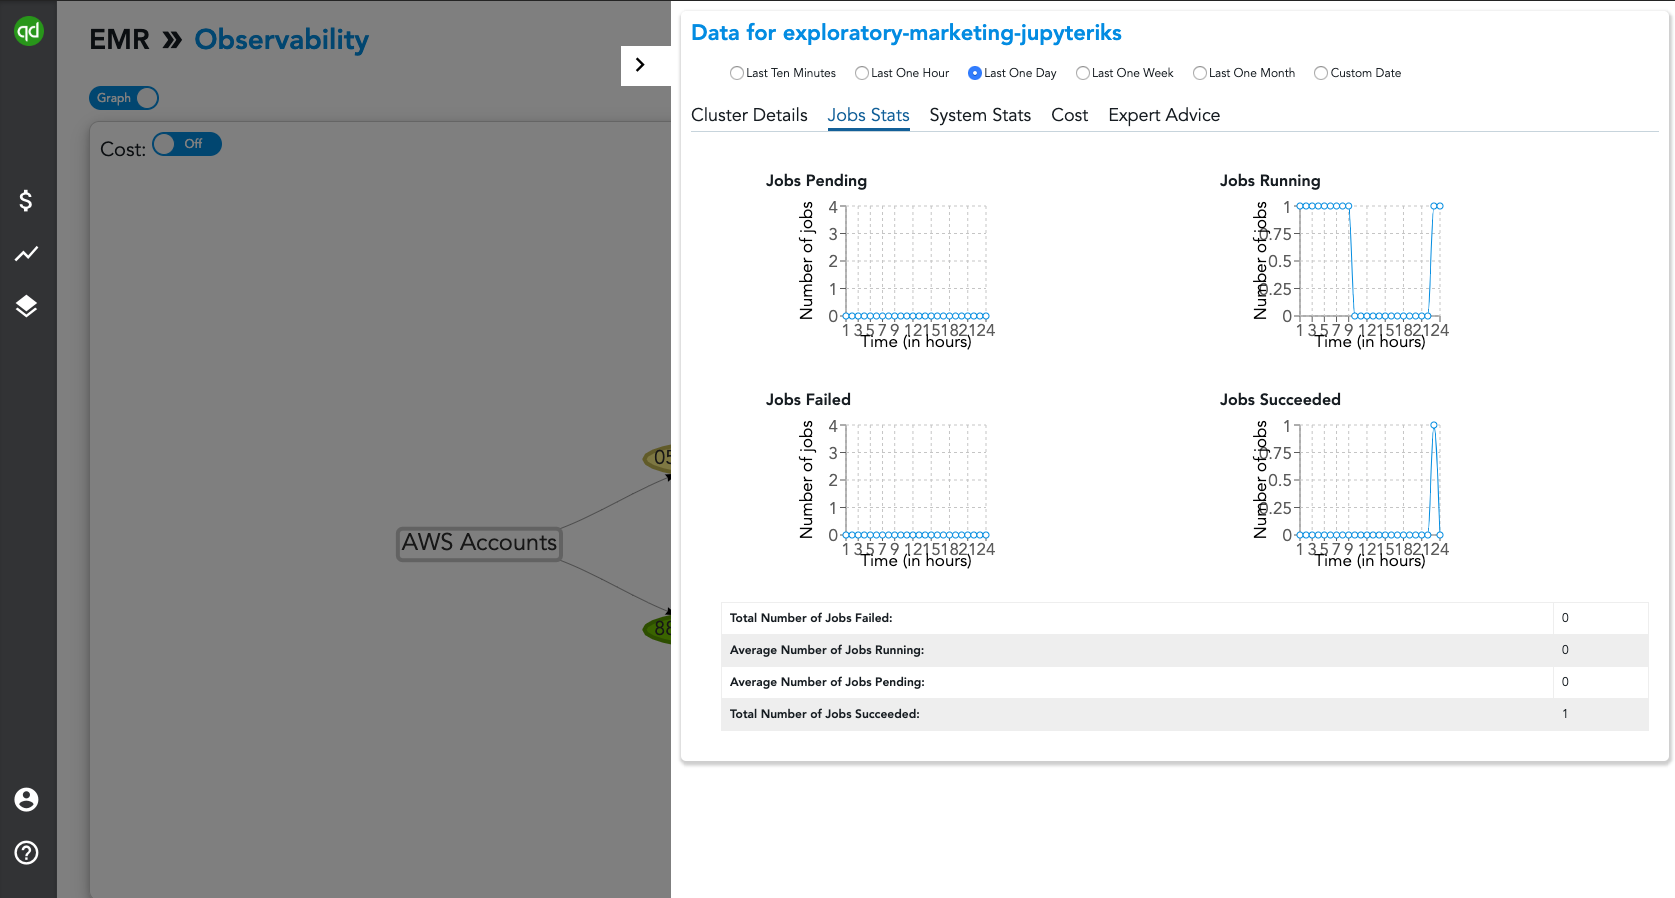 qd
EMR » Observability
Graph
Cost: Off
05
AWS Accounts
88
Data for exploratory-marketing-jupyteriks
Last Ten Minutes Last One Hour Last One Day Last One Week Last One Month Custom Date
Cluster Details Jobs Stats System Stats Cost Expert Advice
Jobs Pending
Number of jobs
4
3
2
1
0
1 3 5 7 9 12 15 18 21 24
Time (in hours)
Jobs Running
Number of jobs
1
0.75
0.5
0.25
0
1 3 5 7 9 12 15 18 21 24
Time (in hours)
Jobs Failed
Number of jobs
4
3
2
1
0
1 3 5 7 9 12 15 18 21 24
Time (in hours)
Jobs Succeeded
Number of jobs
1
0.75
0.5
0.25
0
1 3 5 7 9 12 15 18 21 24
Time (in hours)
Total Number of Jobs Failed: 0
Average Number of Jobs Running: 0
Average Number of Jobs Pending: 0
Total Number of Jobs Succeeded: 1